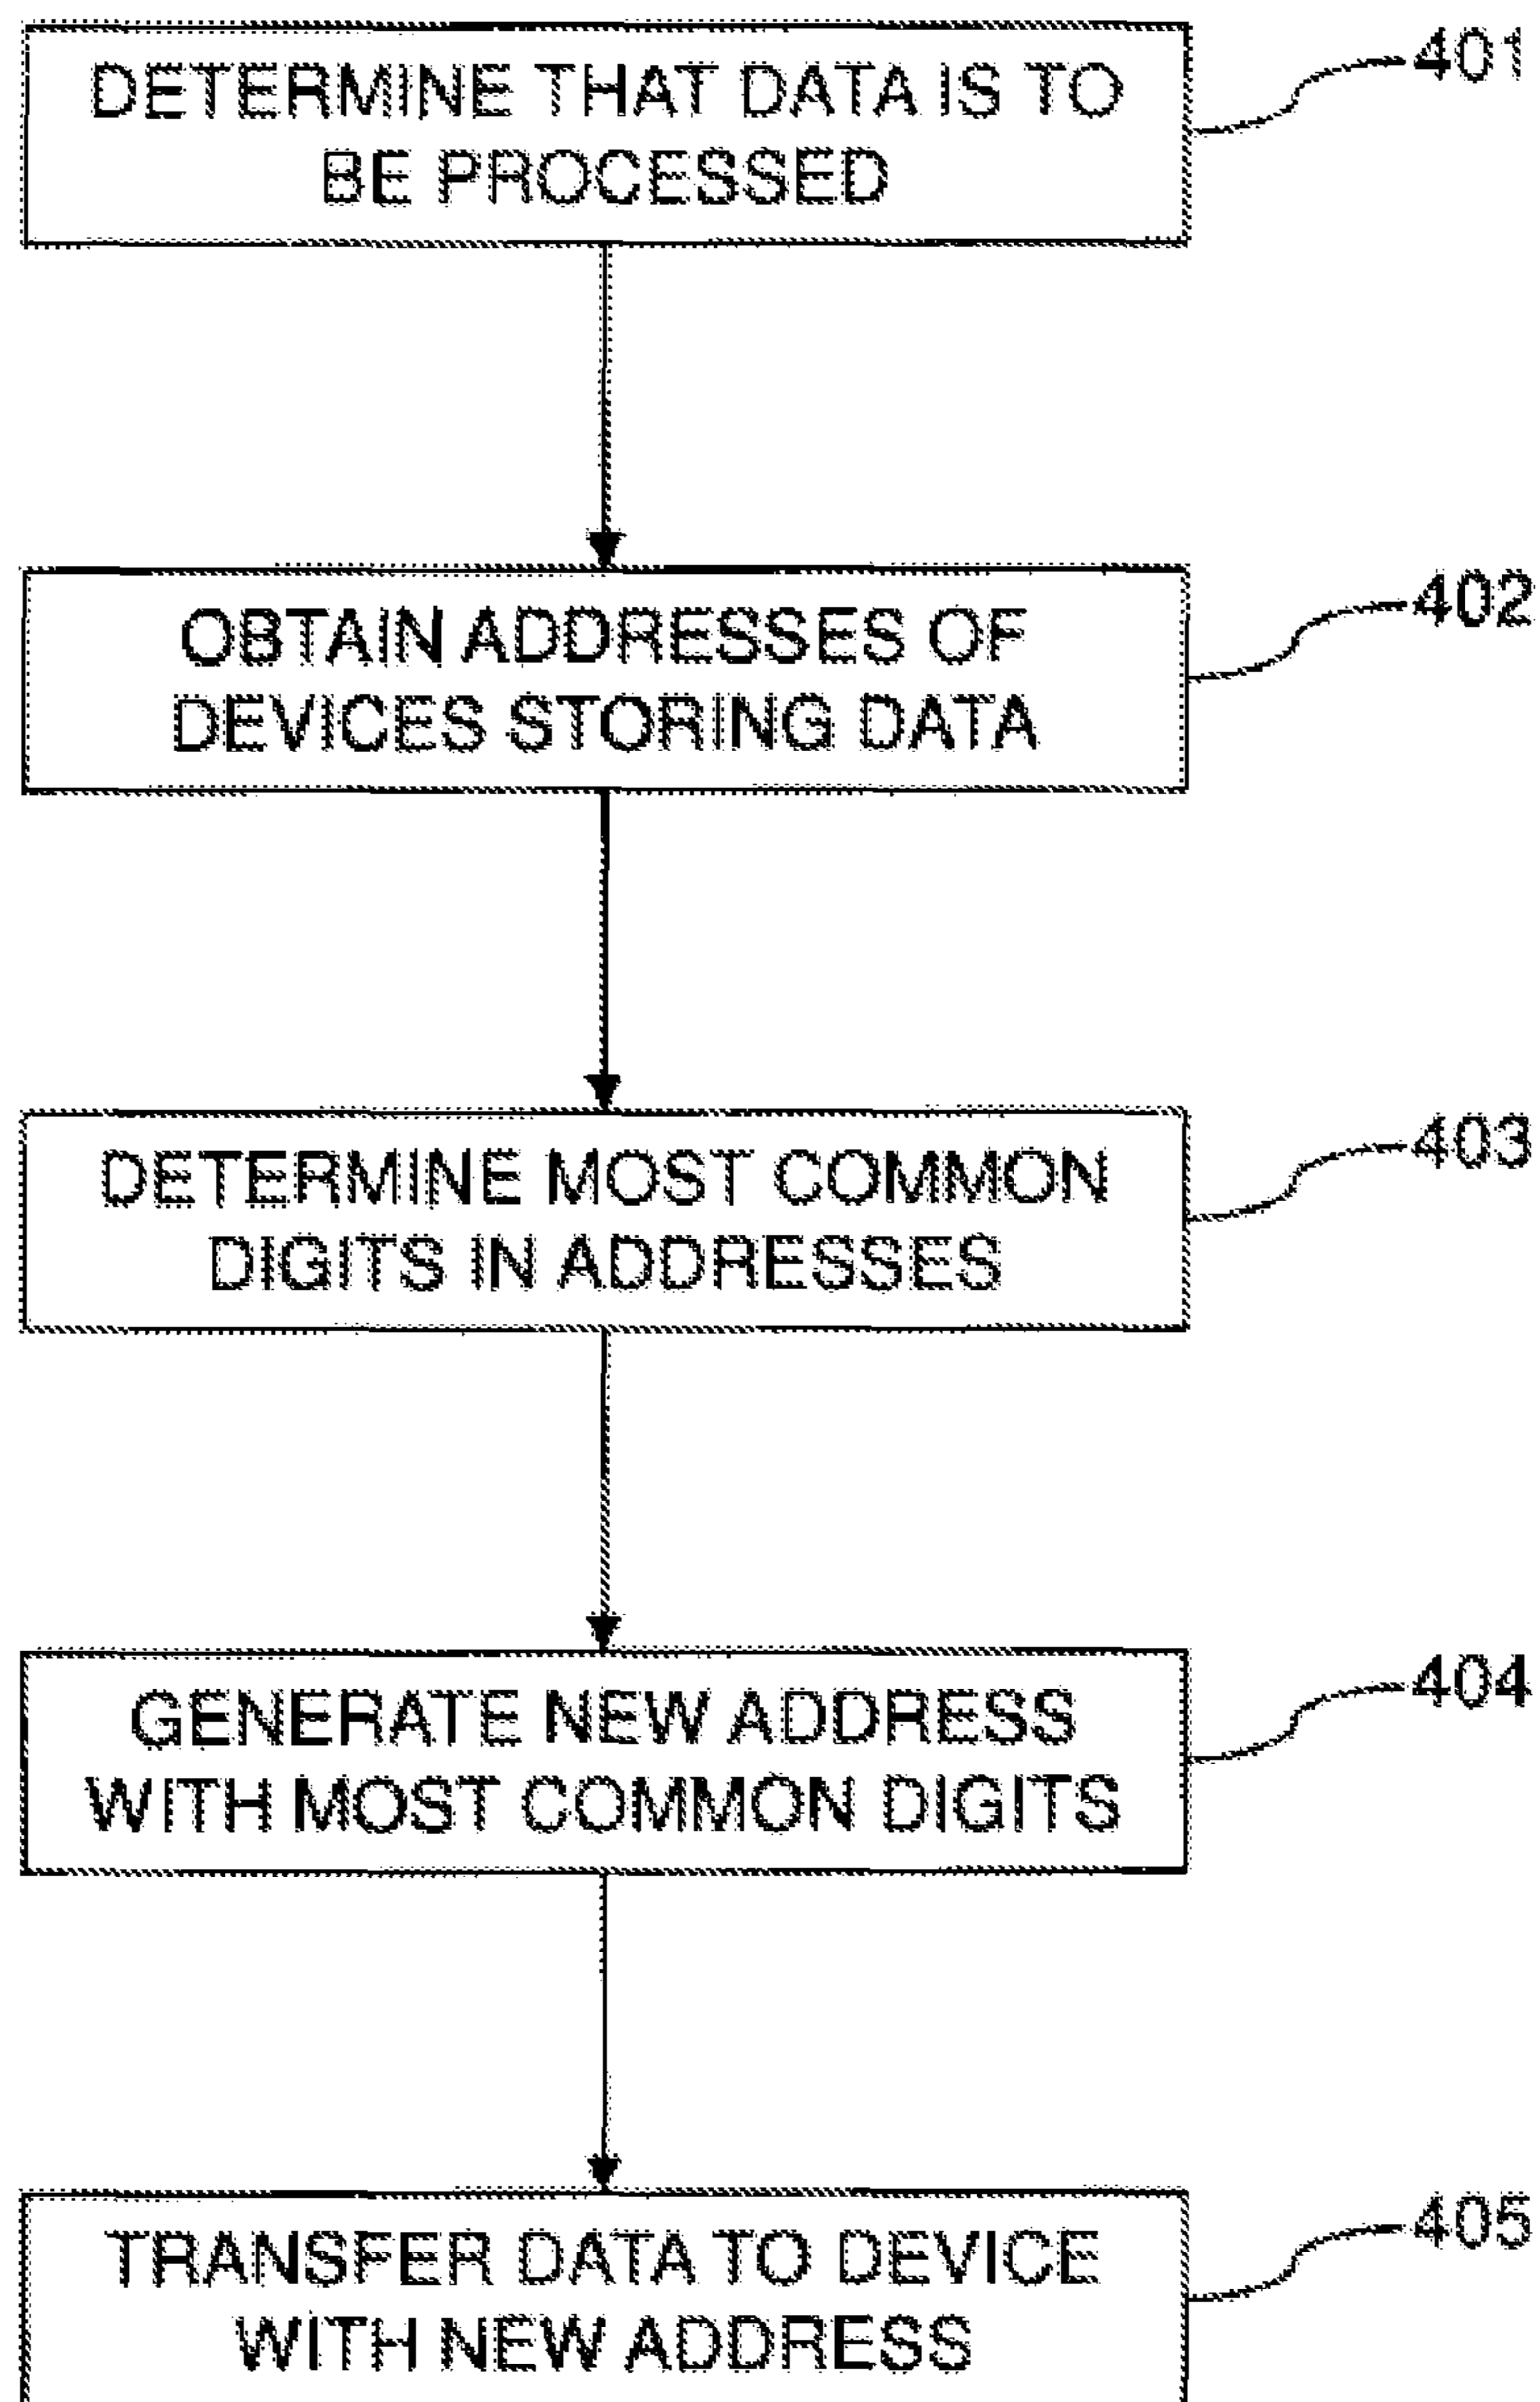 DETERMINE THAT DATA IS TO
BE PROCESSED
401
OBTAIN ADDRESSES OF
DEVICES STORING DATA
402
DETERMINE MOST COMMON
DIGITS IN ADDRESSES
403
GENERATE NEW ADDRESS
WITH MOST COMMON DIGITS
404
TRANSFER DATA TO DEVICE
WITH NEW ADDRESS
405